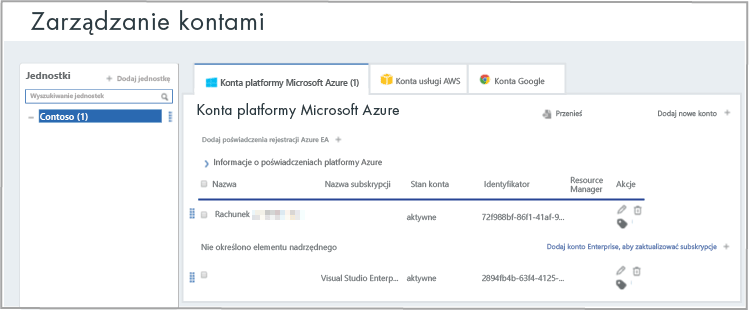 Zarządzanie kontami
Jednostki
Dodaj jednostkę
Wyszukiwanie jednostek
Contoso (1)
Konta platformy Microsoft Azure (1)
Konta usługi AWS
Konta Google
Konta platformy Microsoft Azure
Przenieś
Dodaj nowe konto
Dodaj poświadczenia rejestracji Azure EA
Informacje o poświadczeniach platformy Azure
Nazwa
Nazwa subskrypcji
Stan konta
Identyfikator
Resource
Manager
Akcje
Rachunek
aktywne
72f988bf-86f1-41af-9...
Nie określono elementu nadrzędnego
Dodaj konto Enterprise, aby zaktualizować subskrypcje
Visual Studio Enterp...
aktywne
2894fb4b-63f4-4125-...